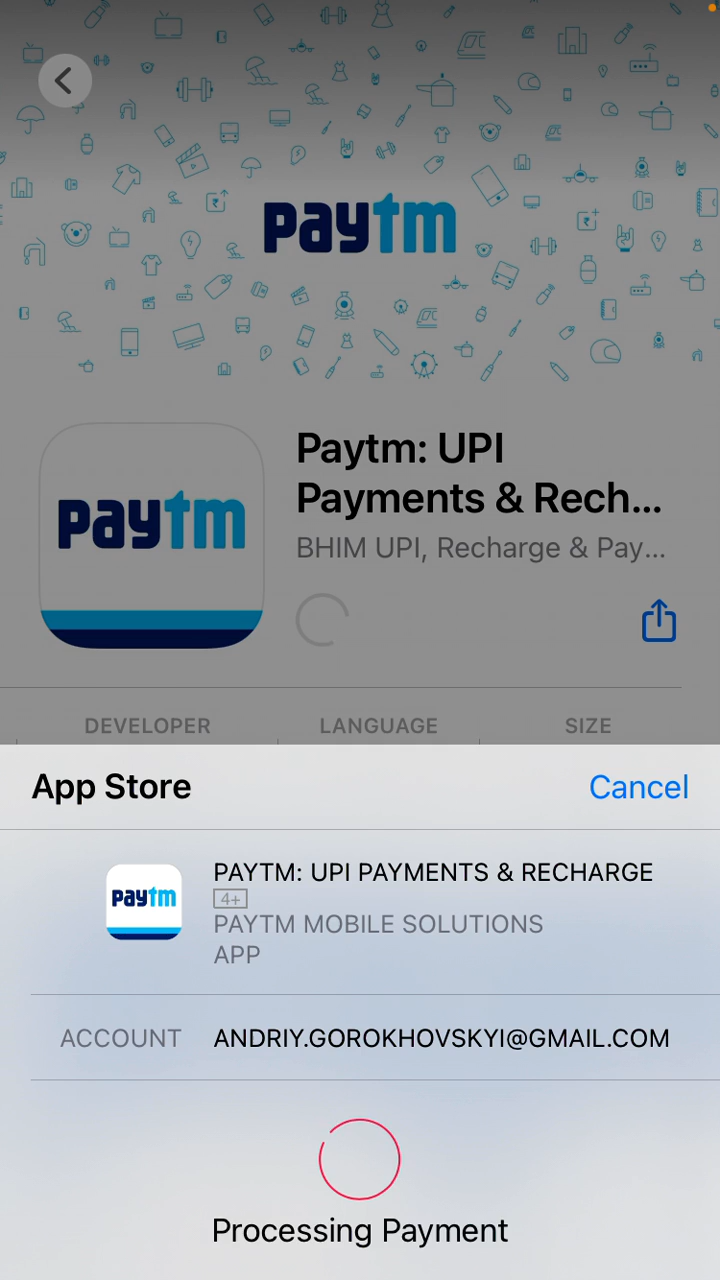 paytm
paytm
Paytm: UPI
Payments & Rech...
BHIM UPI, Recharge & Pay...
DEVELOPER
LANGUAGE
SIZE
App Store
Cancel
paytm
PAYTM: UPI PAYMENTS & RECHARGE
4+
PAYTM MOBILE SOLUTIONS
APP
ACCOUNT
ANDRIY.GOROKHOVSKYI@GMAIL.COM
Processing Payment